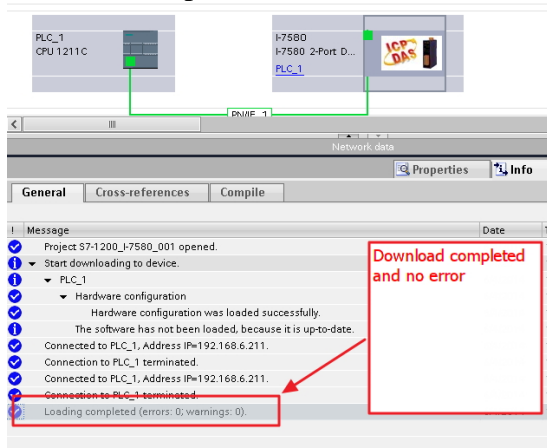 PLC_1
CPU 1211C
I-7580
I-7580 2-Port D...
PLC_1
ICP
DAS
PN/IE_1
Network data
Properties
Info
General
Cross-references
Compile
! Message
Date
Project S7-1200_I-7580_001 opened.
Start downloading to device.
PLC_1
Hardware configuration
Hardware configuration was loaded successfully.
The software has not been loaded, because it is up-to-date.
Connected to PLC_1, Address IP=192.168.6.211.
Connection to PLC_1 terminated.
Connected to PLC_1, Address IP=192.168.6.211.
Connection to PLC_1 terminated.
Loading completed (errors: 0; warnings: 0).
Download completed
and no error